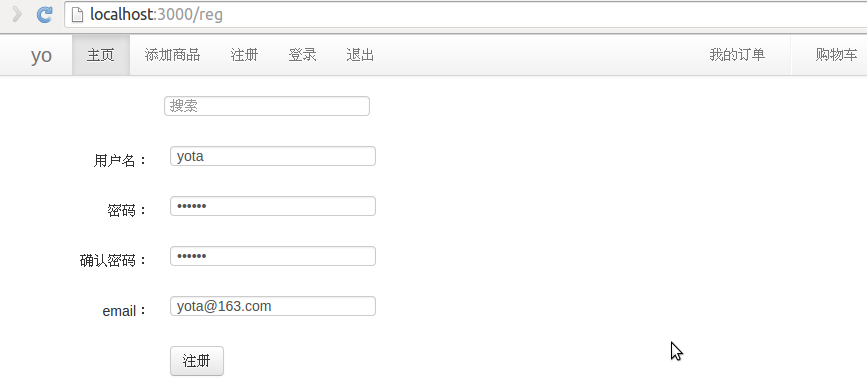 localhost:3000/reg
yo 主页 添加商品 注册 登录 退出 我的订单 购物车
搜索
用户名： yota
密码： ••••••
确认密码： ••••••
email： yota@163.com
注册